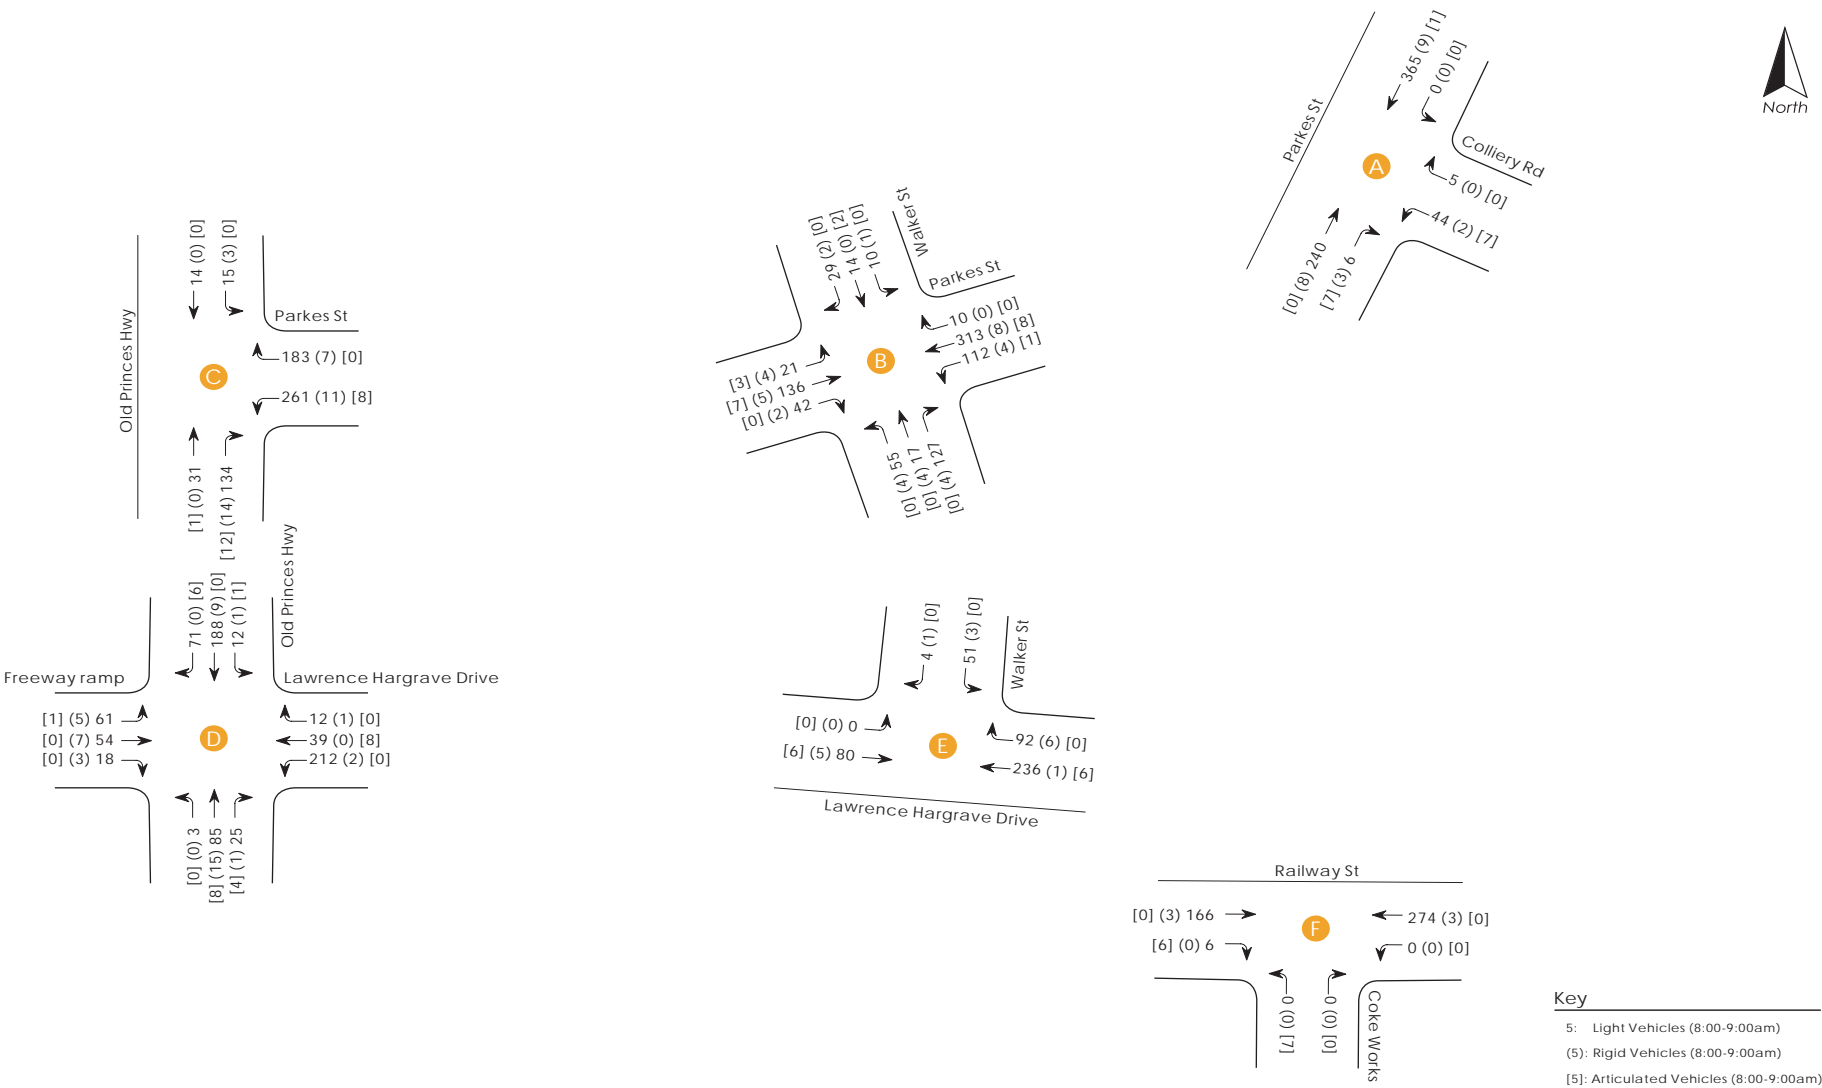 365 (9) [1]
0 (0) [0]
Parkes St
A
Colliery Rd
5 (0) [0]
44 (2) [7]
[0] (8) 240
[7] (3) 6
North
Walker St
29 (2) [0]
14 (0) [2]
10 (1) [0]
Parkes St
10 (0) [0]
313 (8) [8]
112 (4) [1]
B
[3] (4) 21
[7] (5) 136
[0] (2) 42
[0] (4) 55
[0] (4) 17
[0] (4) 127
14 (0) [0]
15 (3) [0]
Old Princes Hwy
Parkes St
183 (7) [0]
C
261 (11) [8]
[1] (0) 31
[12] (14) 134
Old Princes Hwy
71 (0) [6]
188 (9) [0]
12 (1) [1]
Freeway ramp
Lawrence Hargrave Drive
[1] (5) 61
[0] (7) 54
[0] (3) 18
D
12 (1) [0]
39 (0) [8]
212 (2) [0]
[0] (0) 3
[8] (15) 85
[4] (1) 25
4 (1) [0]
51 (3) [0]
Walker St
[0] (0) 0
[6] (5) 80
E
92 (6) [0]
236 (1) [6]
Lawrence Hargrave Drive
Railway St
[0] (3) 166
[6] (0) 6
F
274 (3) [0]
0 (0) [0]
0 (0) [7]
0 (0) [0]
Coke Works
Key
5: Light Vehicles (8:00-9:00am)
(5): Rigid Vehicles (8:00-9:00am)
[5]: Articulated Vehicles (8:00-9:00am)